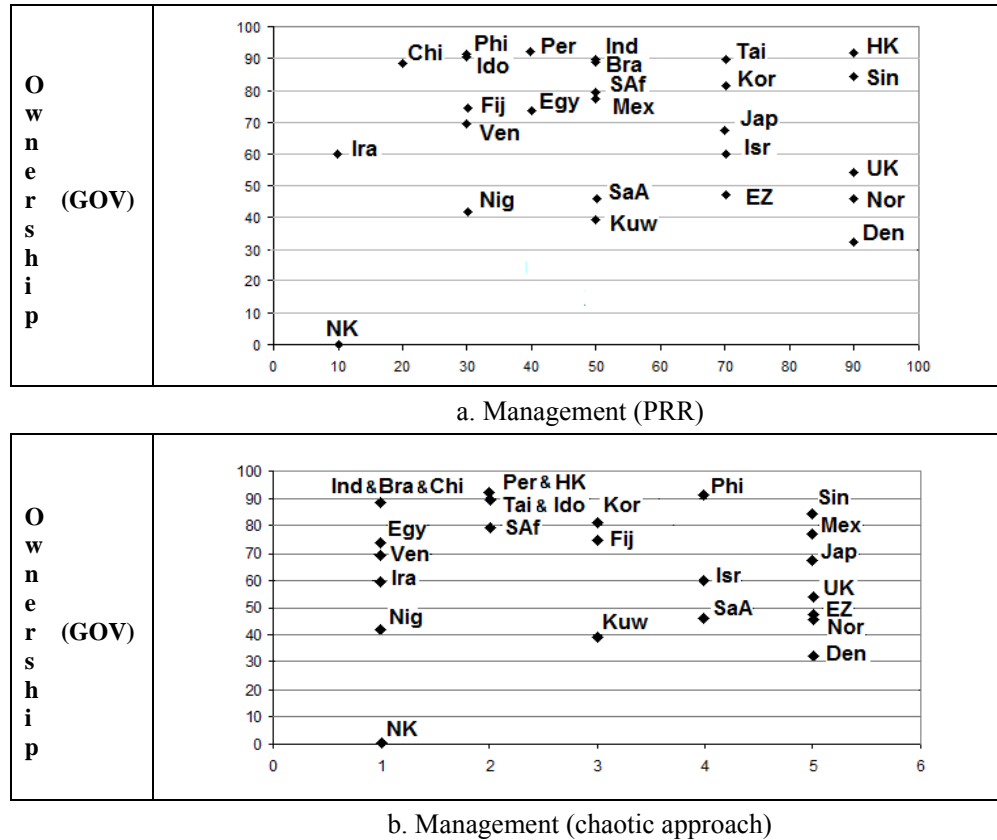 Ownership
(GOV)
100
90
80
70
60
50
40
30
20
10
0
Chi
Phi
Ido
Per
Ind
Bra
Tai
HK
SAf
Kor
Sin
Fij
Egy
Mex
Ven
Jap
Ira
Isr
UK
Nig
SaA
EZ
Nor
Kuw
Den
NK
0 10 20 30 40 50 60 70 80 90 100
a. Management (PRR)
Ownership
(GOV)
100
90
80
70
60
50
40
30
20
10
0
Ind & Bra & Chi
Per & HK
Phi
Tai & Ido
Kor
Sin
Egy
SAf
Fij
Mex
Ven
Jap
Ira
Isr
UK
Nig
Kuw
SaA
EZ
Nor
Den
NK
0 1 2 3 4 5 6
b. Management (chaotic approach)